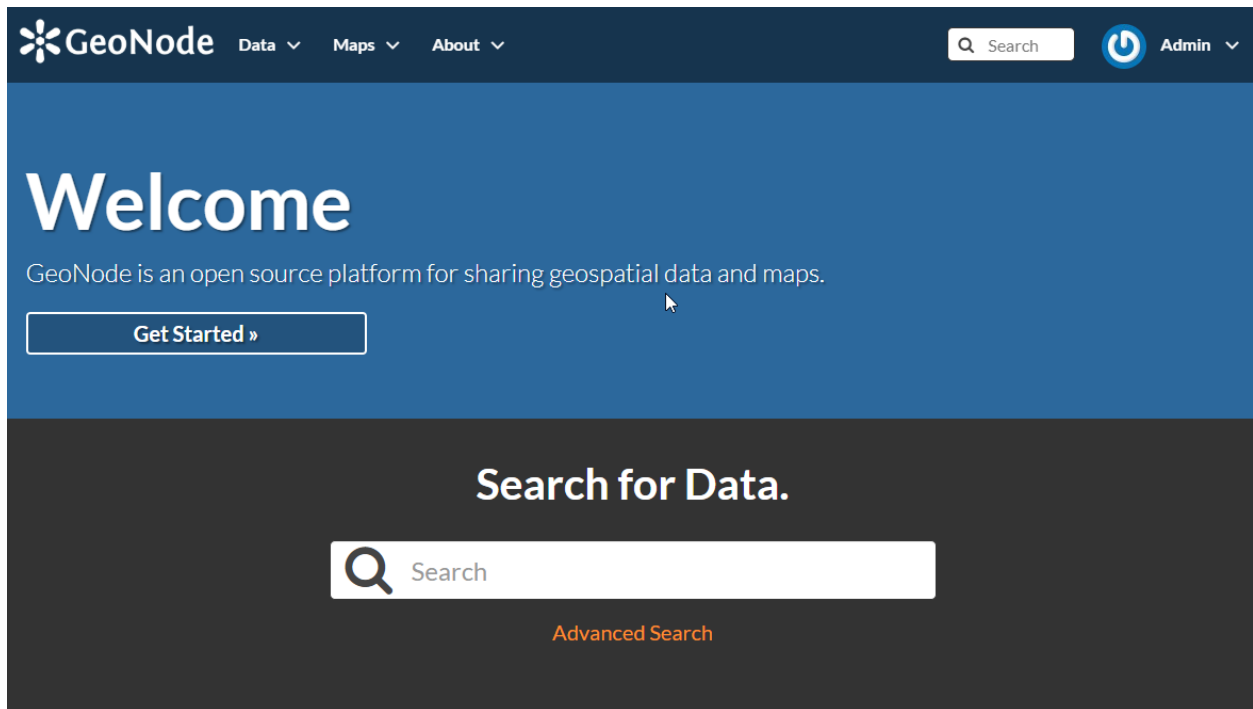 GeoNode Data Maps About Search Admin
Welcome
GeoNode is an open source platform for sharing geospatial data and maps.
Get Started »
Search for Data.
Search
Advanced Search